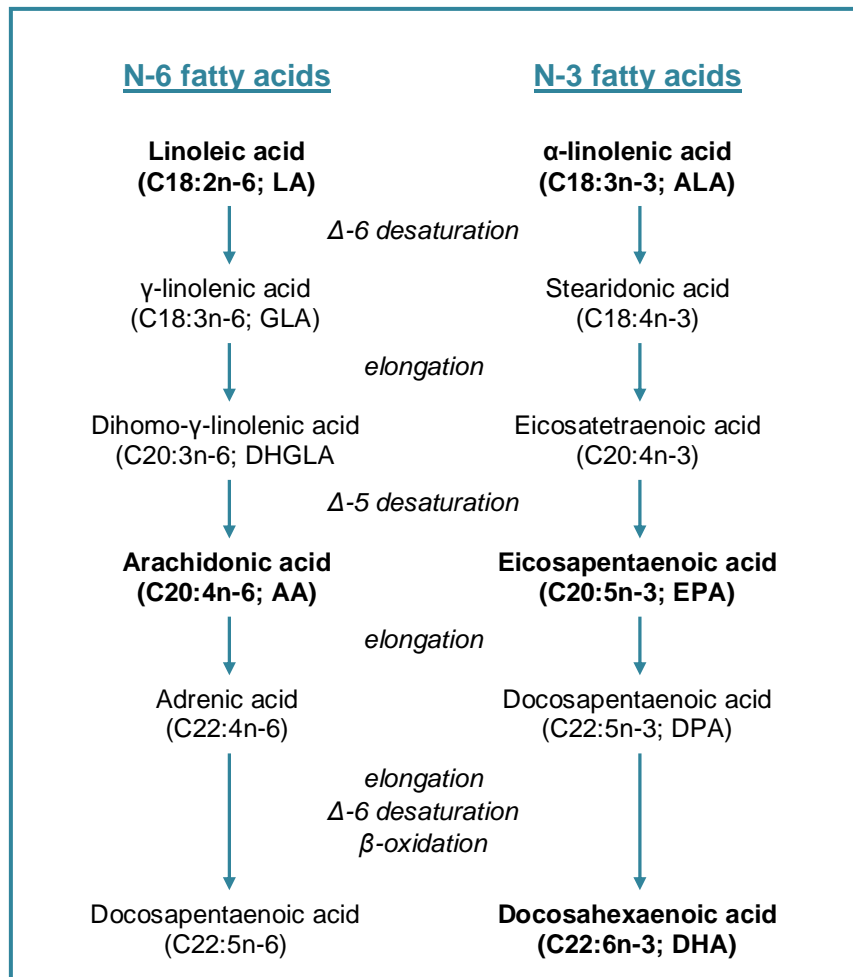 N-6 fatty acids
N-3 fatty acids
Linoleic acid
(C18:2n-6; LA)
α-linolenic acid
(C18:3n-3; ALA)
Δ-6 desaturation
γ-linolenic acid
(C18:3n-6; GLA)
Stearidonic acid
(C18:4n-3)
elongation
Dihomo-γ-linolenic acid
(C20:3n-6; DHGLA
Eicosatetraenoic acid
(C20:4n-3)
Δ-5 desaturation
Arachidonic acid
(C20:4n-6; AA)
Eicosapentaenoic acid
(C20:5n-3; EPA)
elongation
Adrenic acid
(C22:4n-6)
Docosapentaenoic acid
(C22:5n-3; DPA)
elongation
Δ-6 desaturation
β-oxidation
Docosapentaenoic acid
(C22:5n-6)
Docosahexaenoic acid
(C22:6n-3; DHA)